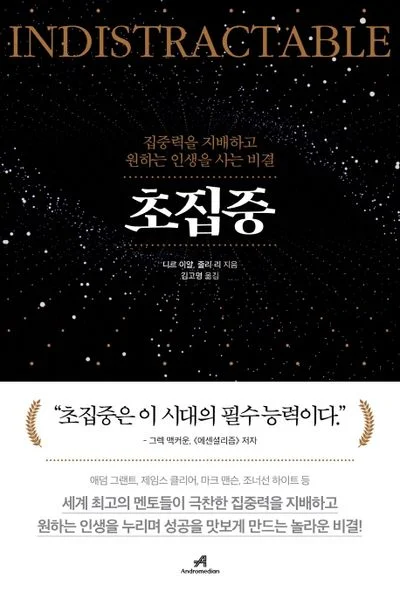 INDISTRACTABLE
집중력을 지배하고
원하는 인생을 사는 비결
초집중
니르 이얄, 줄리 리 지음
김고명 옮김
“초집중은 이 시대의 필수 능력이다.”
- 그렉 맥커운, 《에센셜리즘》 저자
애덤 그랜트, 제임스 클리어, 마크 맨슨, 조너선 하이트 등
세계 최고의 멘토들이 극찬한 집중력을 지배하고
원하는 인생을 누리며 성공을 맛보게 만드는 놀라운 비결!
Andromedian